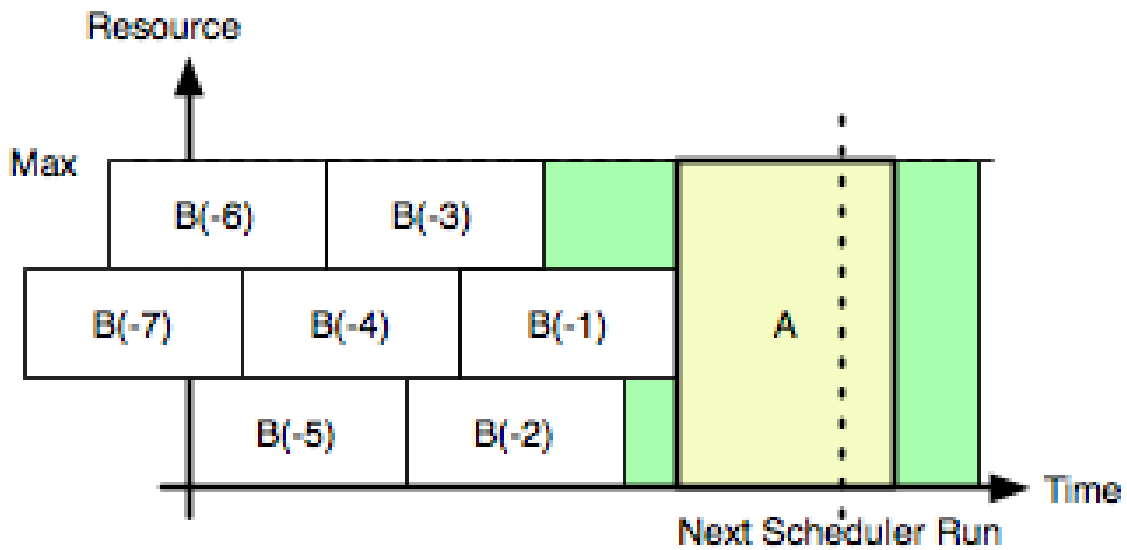 Resource
Max
B(-6)
B(-3)
B(-7)
B(-4)
B(-1)
A
B(-5)
B(-2)
Time
Next Scheduler Run